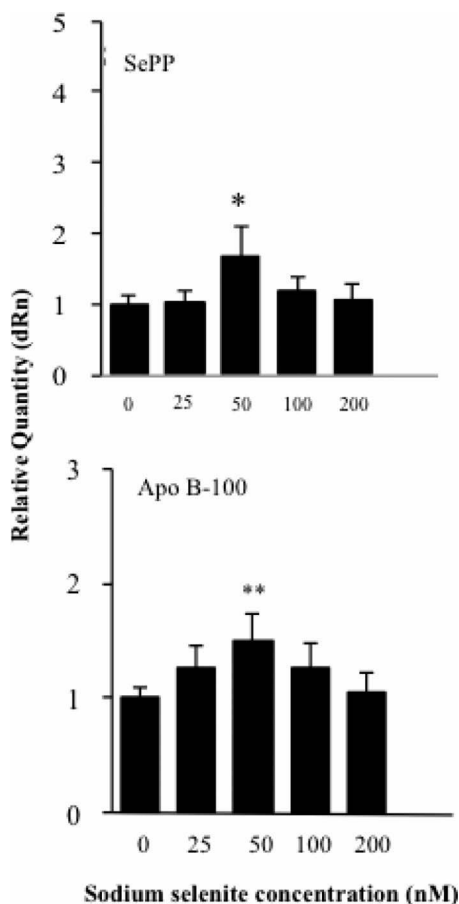 5
SePP
4
3
*
2
1
0
0 25 50 100 200
Relative Quantity (dRn)
3
Apo B-100
2
**
1
0
0 25 50 100 200
Sodium selenite concentration (nM)